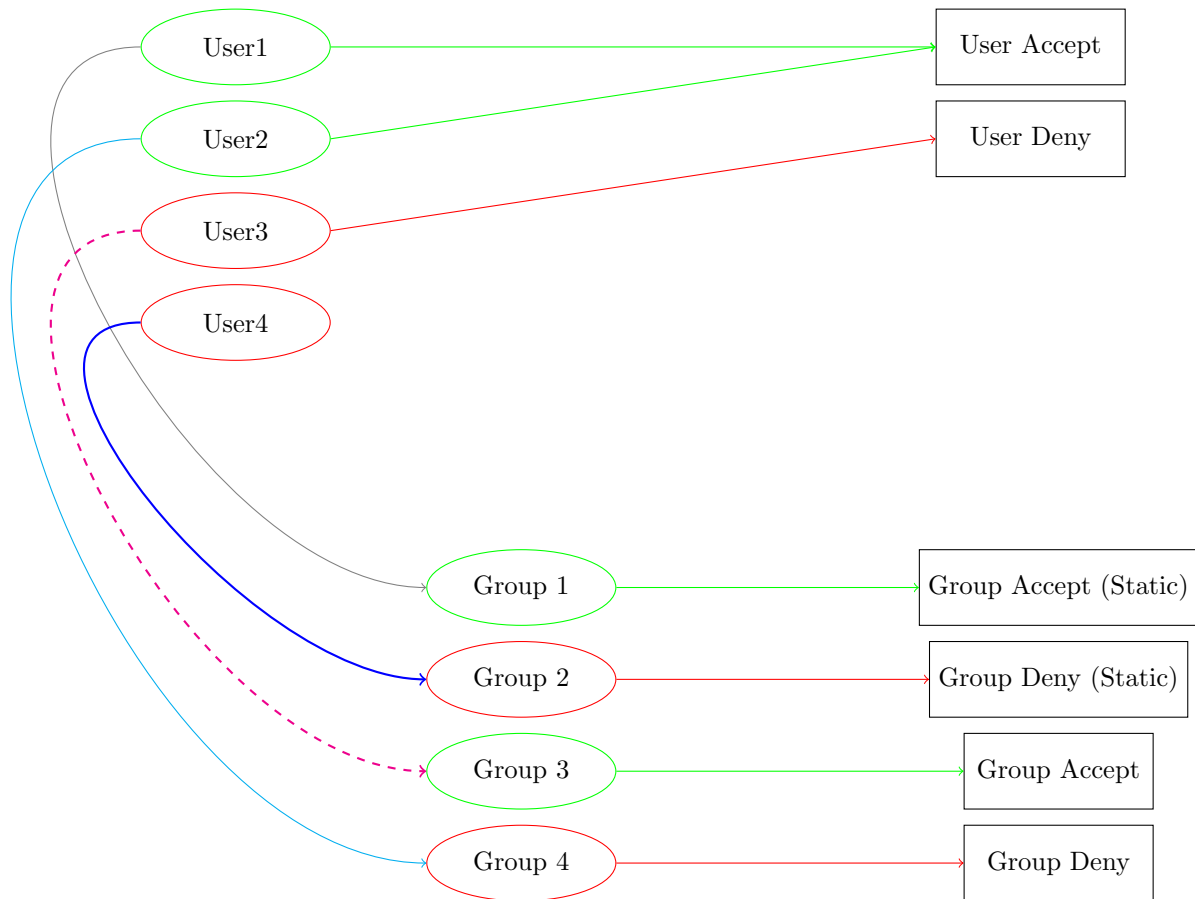 User1
User Accept
User2
User Deny
User3
User4
Group 1
Group Accept (Static)
Group 2
Group Deny (Static)
Group 3
Group Accept
Group 4
Group Deny